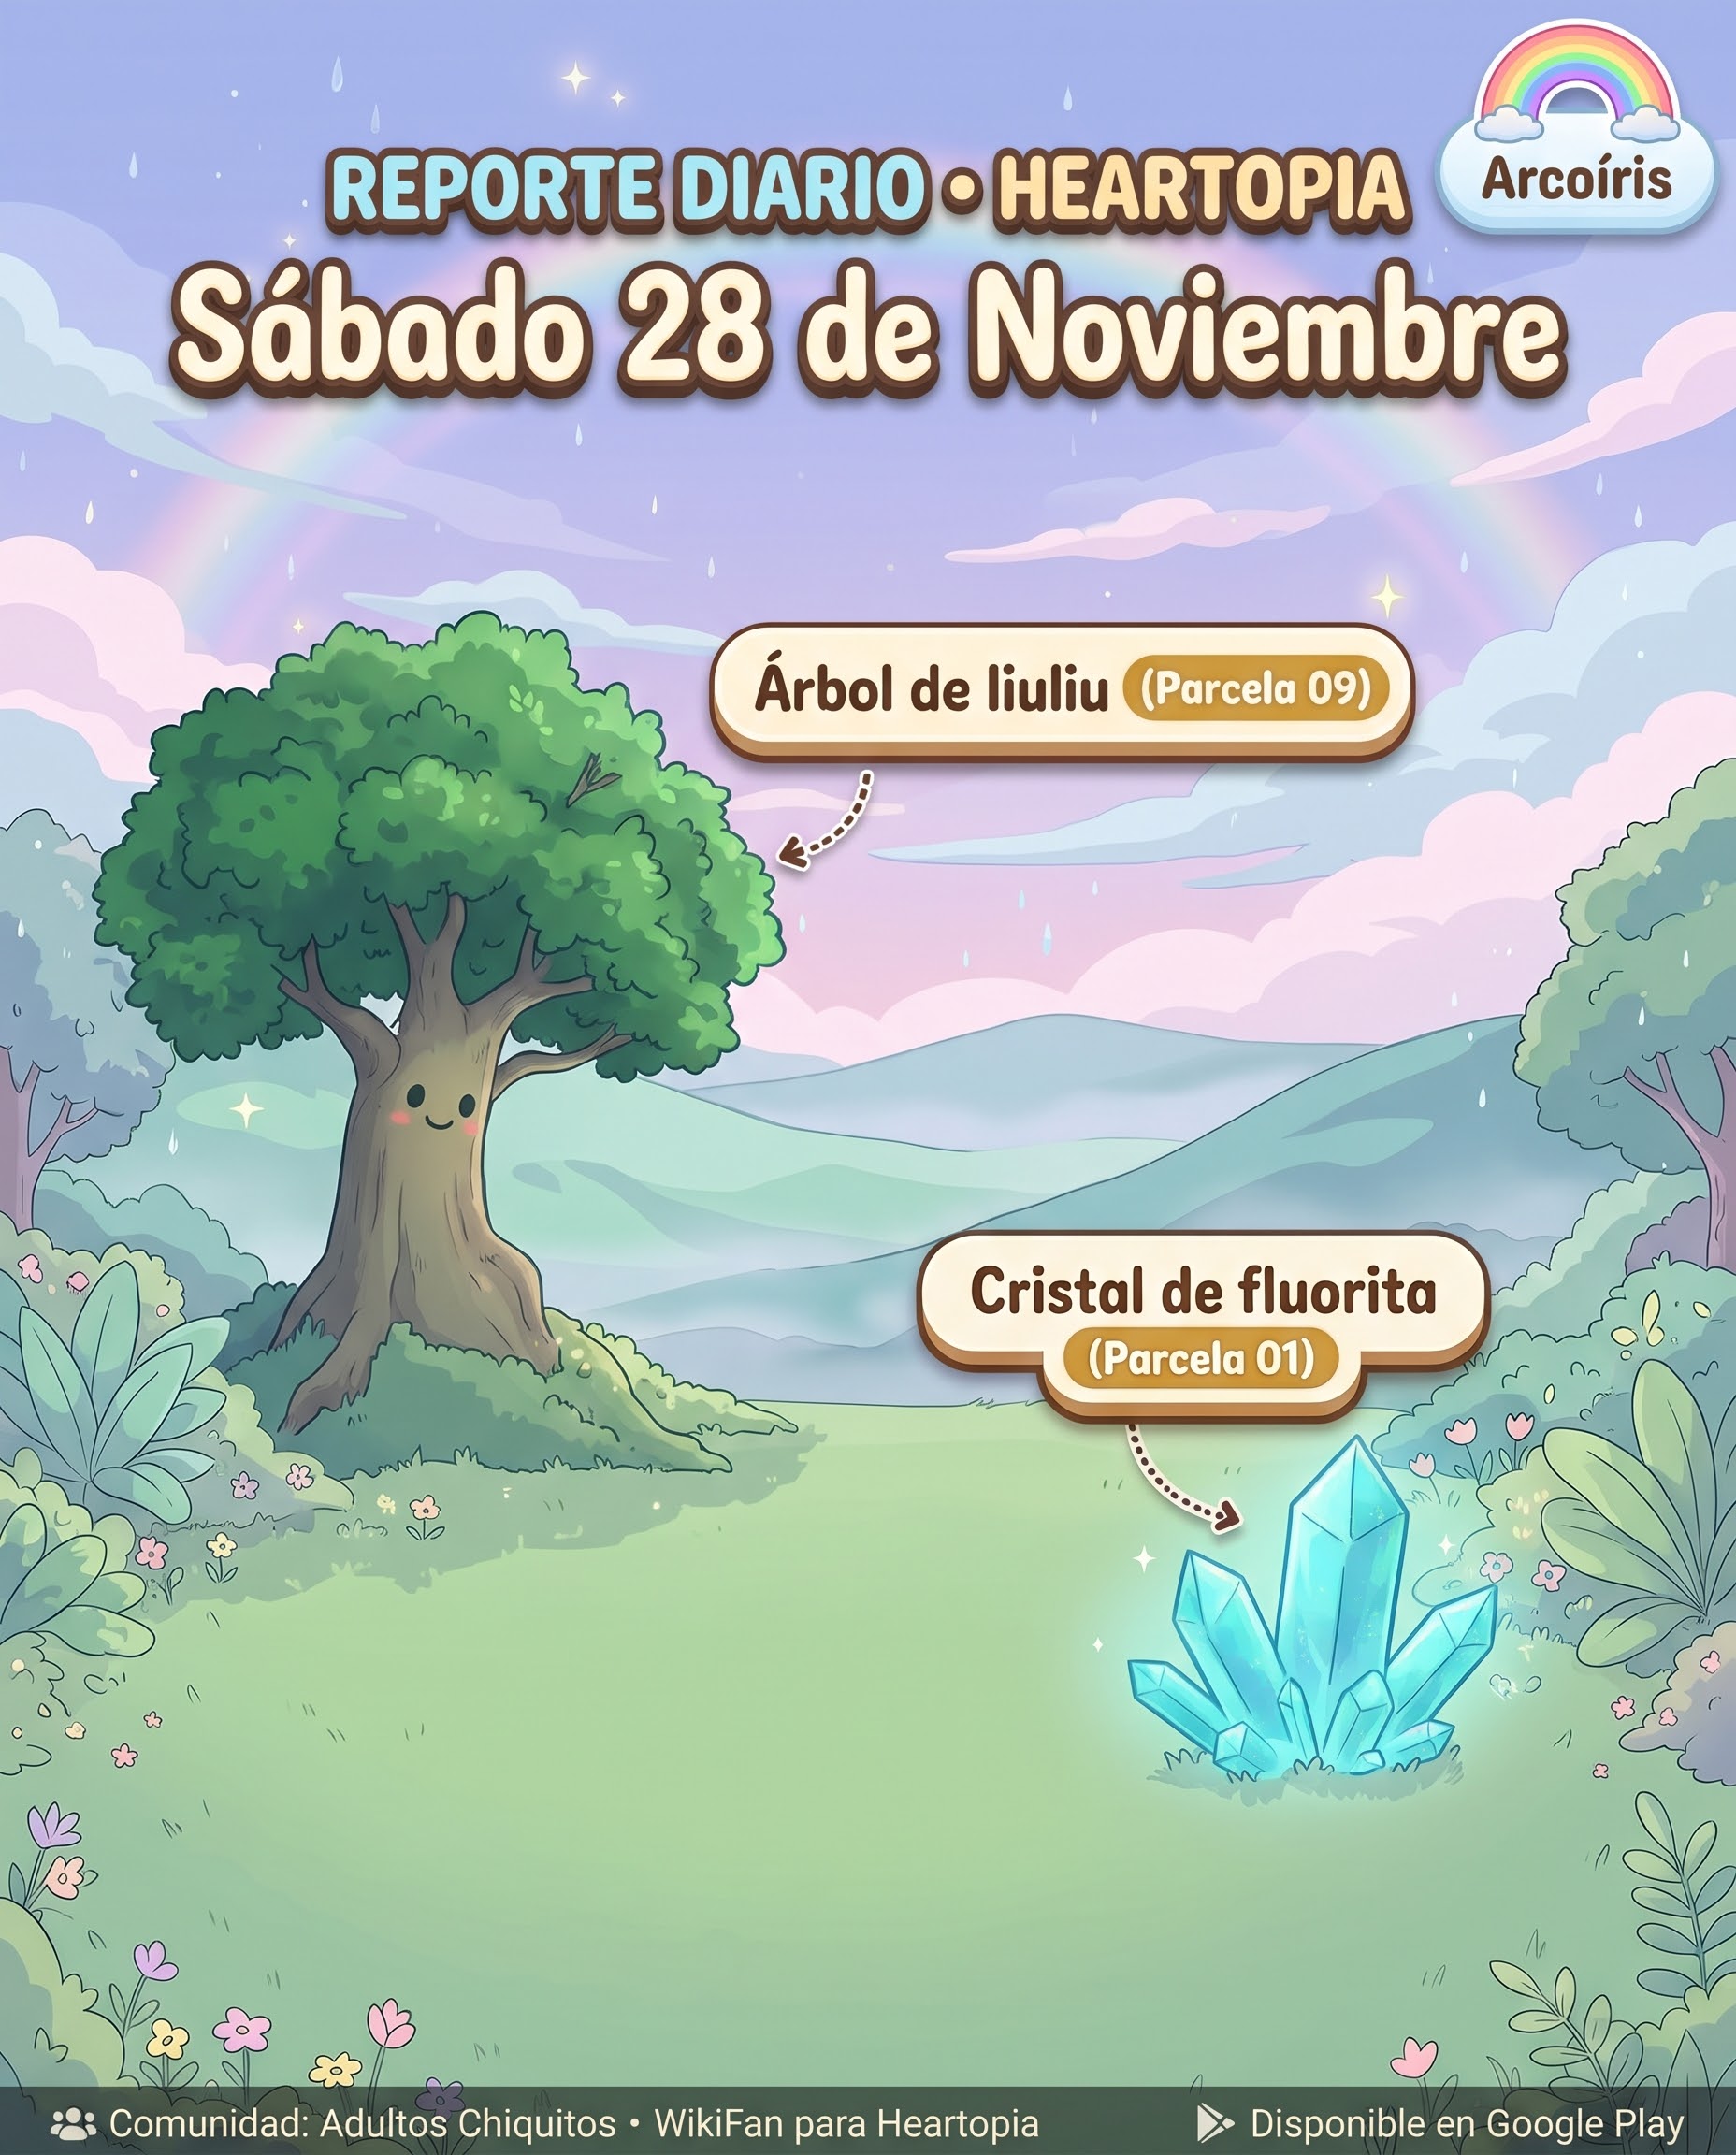 Arcoíris
REPORTE DIARIO • HEARTOPIA
Sábado 28 de Noviembre
Árbol de liuliu (Parcela 09)
Cristal de fluorita
(Parcela 01)
Comunidad: Adultos Chiquitos • WikiFan para Heartopia
Disponible en Google Play